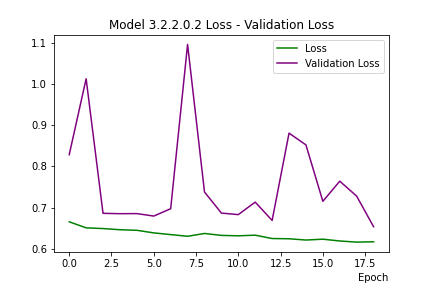 Model 3.2.2.0.2 Loss - Validation Loss
Loss
Validation Loss
1.1
1.0
0.9
0.8
0.7
0.6
0.0 2.5 5.0 7.5 10.0 12.5 15.0 17.5
Epoch